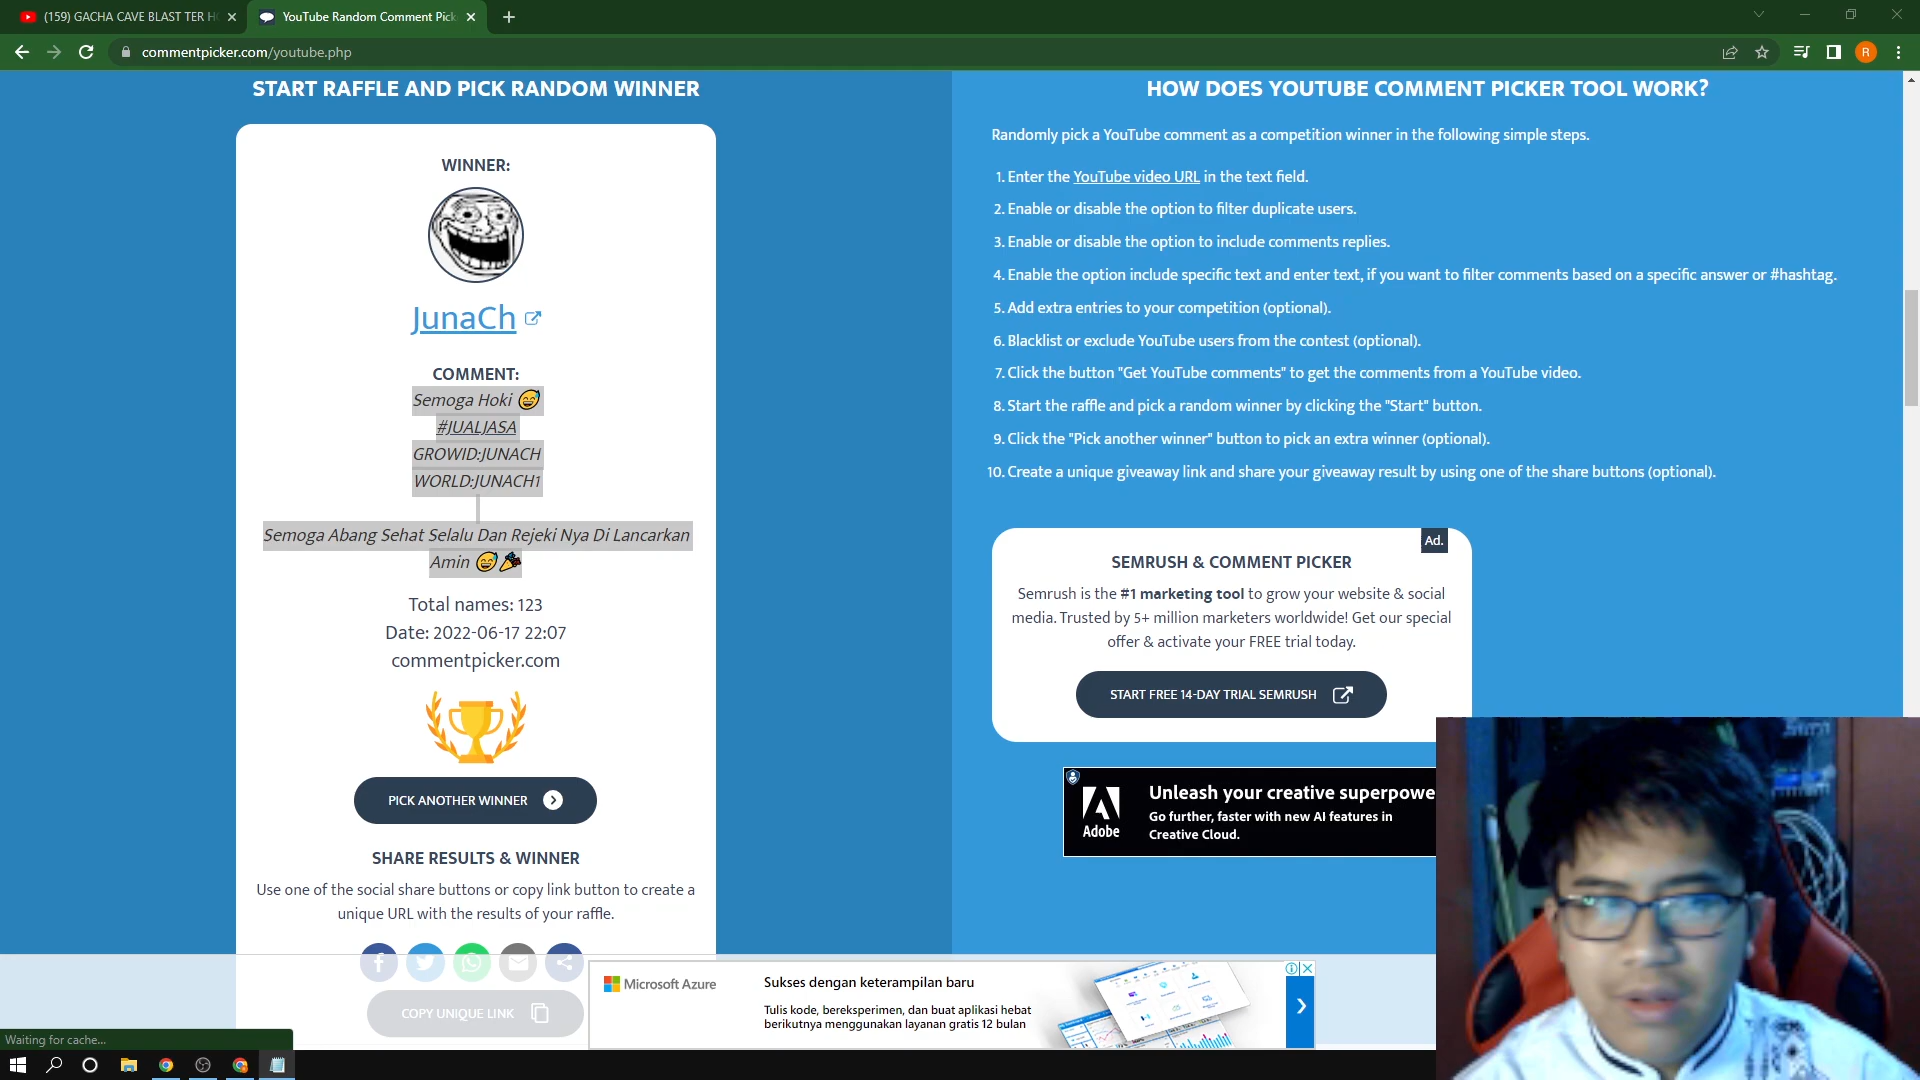 (159) GACHA CAVE BLAST TER H
YouTube Random Comment Pick
commentpicker.com/youtube.php
R
START RAFFLE AND PICK RANDOM WINNER
WINNER:
JunaCh
COMMENT:
Semoga Hoki 😅
#JUALJASA
GROWID:JUNACH
WORLD:JUNACH1
Semoga Abang Sehat Selalu Dan Rejeki Nya Di Lancarkan
Amin 😅🎉
Total names: 123
Date: 2022-06-17 22:07
commentpicker.com
PICK ANOTHER WINNER
SHARE RESULTS & WINNER
Use one of the social share buttons or copy link button to create a
unique URL with the results of your raffle.
COPY UNIQUE LINK
Waiting for cache...
HOW DOES YOUTUBE COMMENT PICKER TOOL WORK?
Randomly pick a YouTube comment as a competition winner in the following simple steps.
1. Enter the YouTube video URL in the text field.
2. Enable or disable the option to filter duplicate users.
3. Enable or disable the option to include comments replies.
4. Enable the option include specific text and enter text, if you want to filter comments based on a specific answer or #hashtag.
5. Add extra entries to your competition (optional).
6. Blacklist or exclude YouTube users from the contest (optional).
7. Click the button "Get YouTube comments" to get the comments from a YouTube video.
8. Start the raffle and pick a random winner by clicking the "Start" button.
9. Click the "Pick another winner" button to pick an extra winner (optional).
10. Create a unique giveaway link and share your giveaway result by using one of the share buttons (optional).
Ad.
SEMRUSH & COMMENT PICKER
Semrush is the #1 marketing tool to grow your website & social
media. Trusted by 5+ million marketers worldwide! Get our special
offer & activate your FREE trial today.
START FREE 14-DAY TRIAL SEMRUSH
Adobe
Unleash your creative superpowe
Go further, faster with new AI features in
Creative Cloud.
Microsoft Azure
Sukses dengan keterampilan baru
Tulis kode, bereksperimen, dan buat aplikasi hebat
berikutnya menggunakan layanan gratis 12 bulan